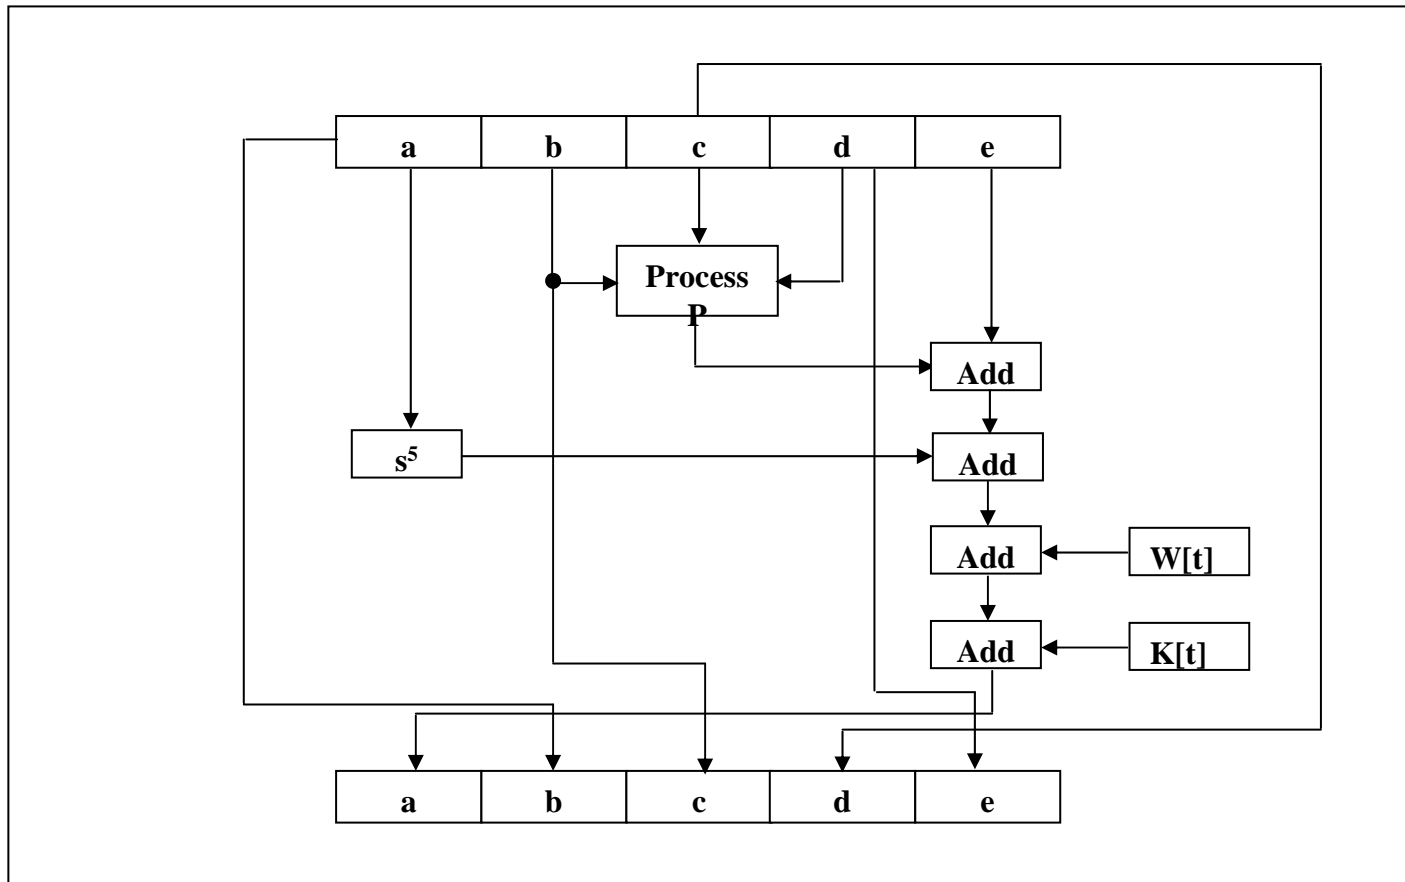 a b c d e
Process
P
Add
s⁵
Add
Add
W[t]
Add
K[t]
a b c d e